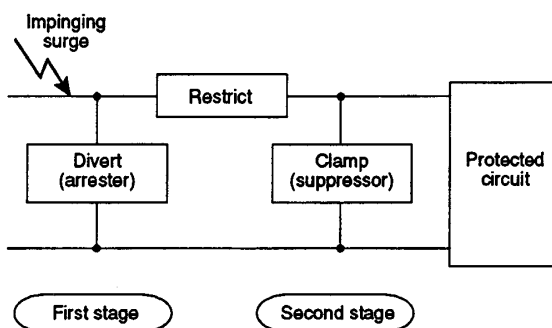 Impinging
surge
Restrict
Divert
(arrester)
Clamp
(suppressor)
Protected
circuit
First stage
Second stage